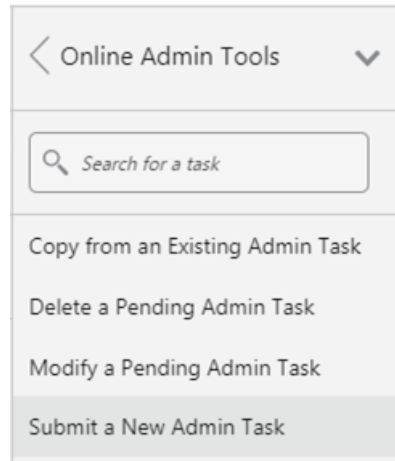 Online Admin Tools
Search for a task
Copy from an Existing Admin Task
Delete a Pending Admin Task
Modify a Pending Admin Task
Submit a New Admin Task